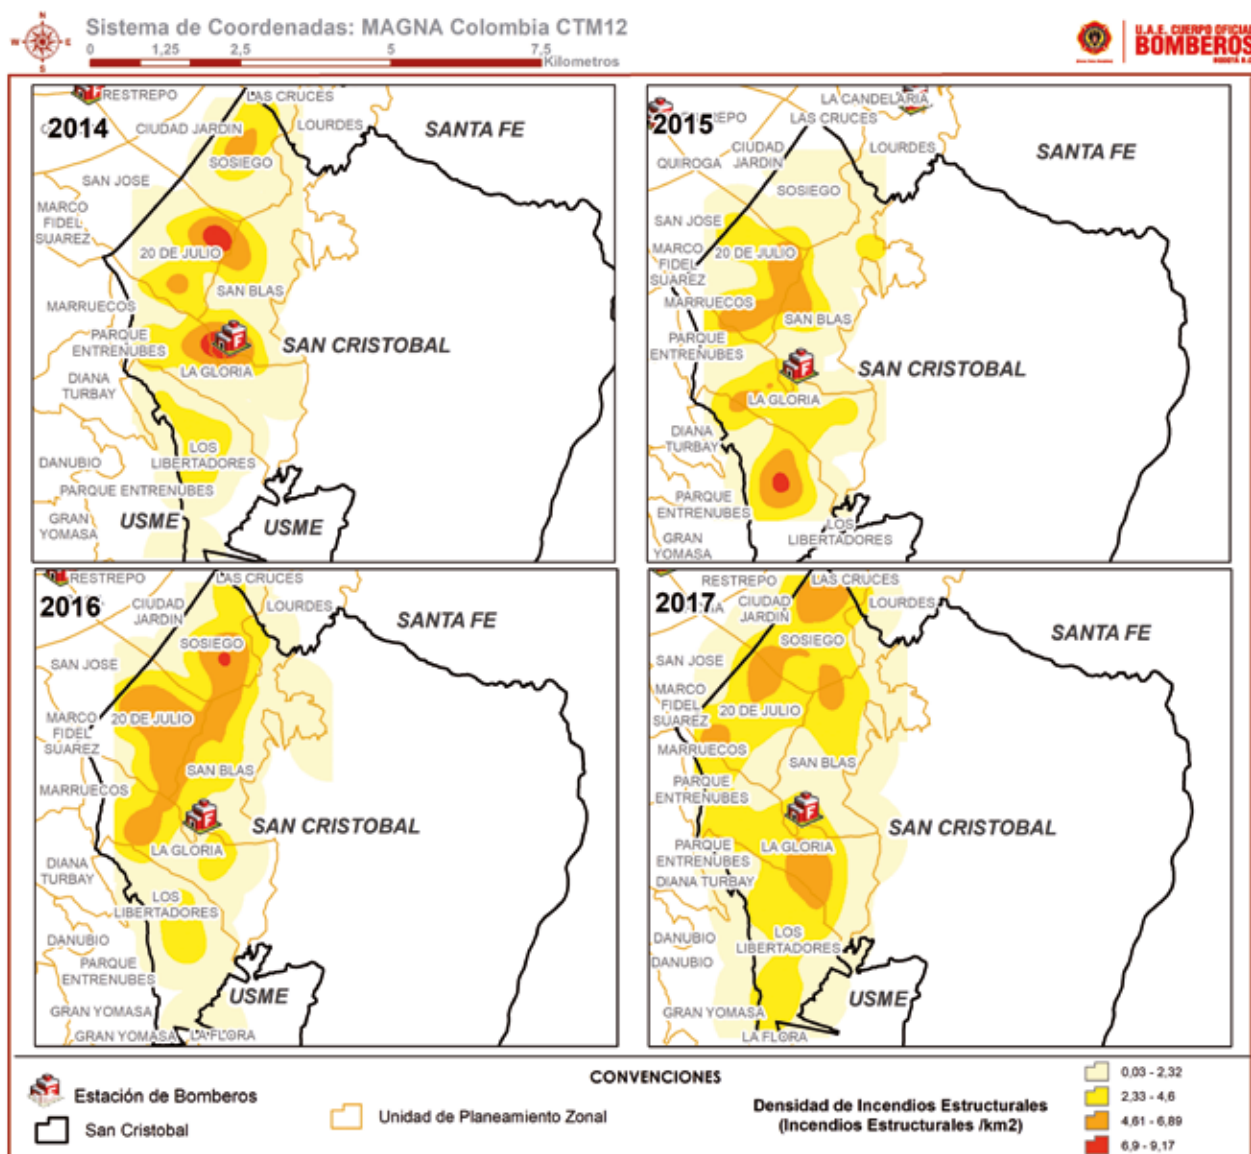 N
W E
S
Sistema de Coordenadas: MAGNA Colombia CTM12
0 1,25 2,5 5 7,5
Kilometros
U.A.E. CUERPO OFICIAL
BOMBEROS
BOGOTÁ D.C.
2014
RESTREPO
LAS CRUCES
CIUDAD JARDIN
LOURDES
SANTA FE
SOSIEGO
SAN JOSE
MARCO
FIDEL
SUAREZ
20 DE JULIO
SAN BLAS
MARRUECOS
PARQUE
ENTRENUBES
SAN CRISTOBAL
LA GLORIA
DIANA
TURBAY
LOS
LIBERTADORES
DANUBIO
PARQUE ENTRENUBES
GRAN
YOMASA
USME
USME
2015
LA CANDELARIA
LAS CRUCES
CIUDAD
JARDIN
LOURDES
SANTA FE
QUIROGA
SOSIEGO
SAN JOSE
MARCO
FIDEL
SUAREZ
20 DE JULIO
MARRUECOS
SAN BLAS
PARQUE
ENTRENUBES
SAN CRISTOBAL
LA GLORIA
DIANA
TURBAY
PARQUE
ENTRENUBES
LOS
LIBERTADORES
GRAN
YOMASA
2016
RESTREPO
LAS CRUCES
CIUDAD
JARDIN
LOURDES
SANTA FE
SOSIEGO
SAN JOSE
MARCO
FIDEL
SUAREZ
20 DE JULIO
SAN BLAS
MARRUECOS
SAN CRISTOBAL
LA GLORIA
DIANA
TURBAY
LOS
LIBERTADORES
DANUBIO
PARQUE
ENTRENUBES
USME
GRAN YOMASA
GRAN YOMASA
LA FLORA
2017
RESTREPO
LAS CRUCES
CIUDAD
JARDIN
LOURDES
SANTA FE
SOSIEGO
SAN JOSE
MARCO
FIDEL
SUAREZ
20 DE JULIO
MARRUECOS
SAN BLAS
PARQUE
ENTRENUBES
SAN CRISTOBAL
PARQUE
ENTRENUBES
LA GLORIA
DIANA TURBAY
LOS
LIBERTADORES
DANUBIO
DANUBIO
USME
GRAN YOMASA
LA FLORA
CONVENCIONES
Estación de Bomberos
San Cristobal
Unidad de Planeamiento Zonal
Densidad de Incendios Estructurales
(Incendios Estructurales /km2)
0,03 - 2,32
2,33 - 4,6
4,61 - 6,89
6,9 - 9,17